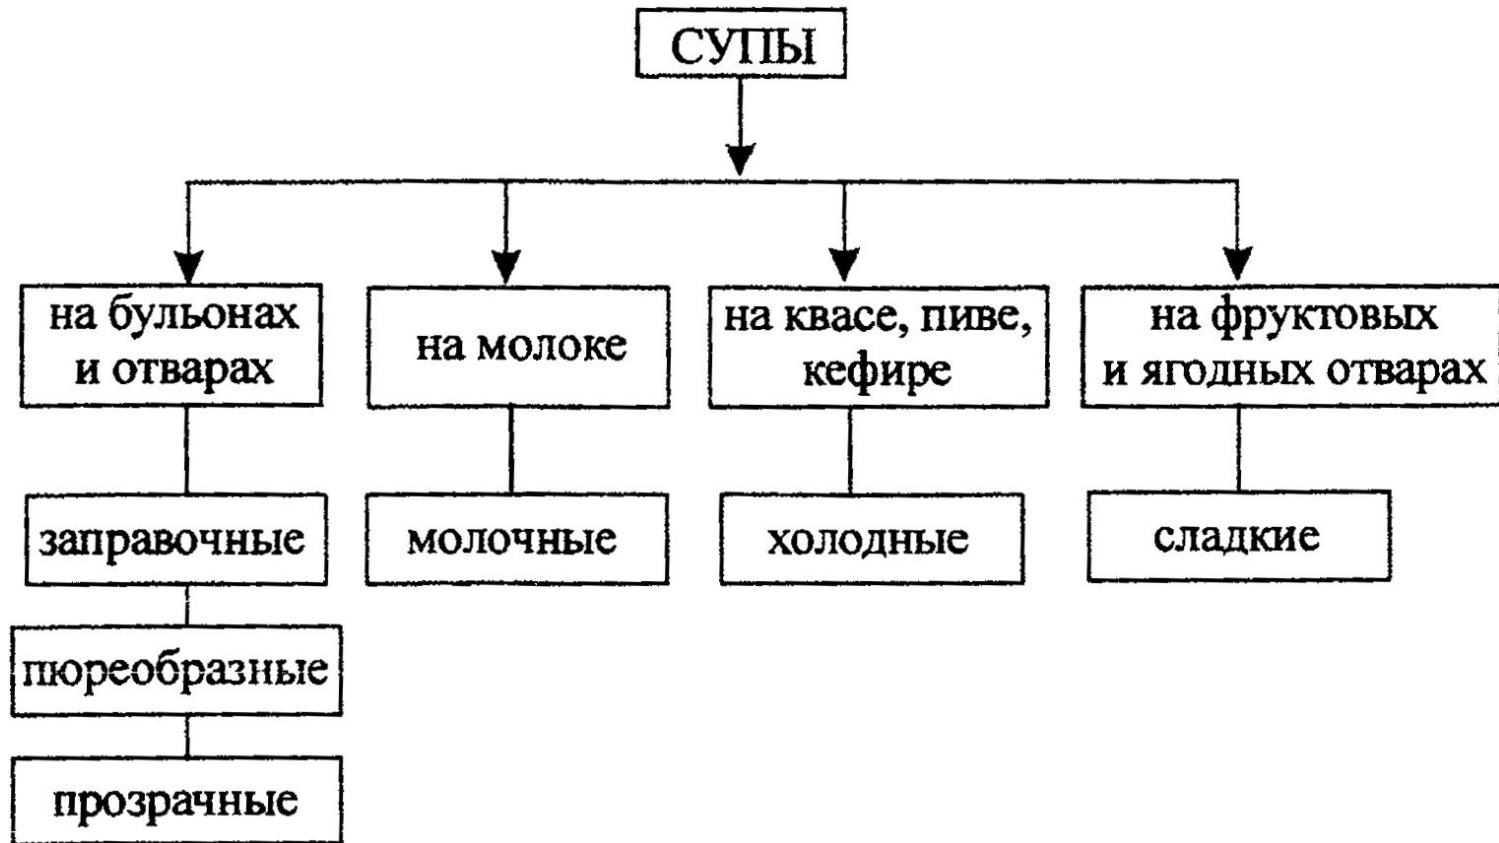 СУПЫ
на бульонах
и отварах
на молоке
на квасе, пиве,
кефире
на фруктовых
и ягодных отварах
заправочные
молочные
холодные
сладкие
пюреобразные
прозрачные